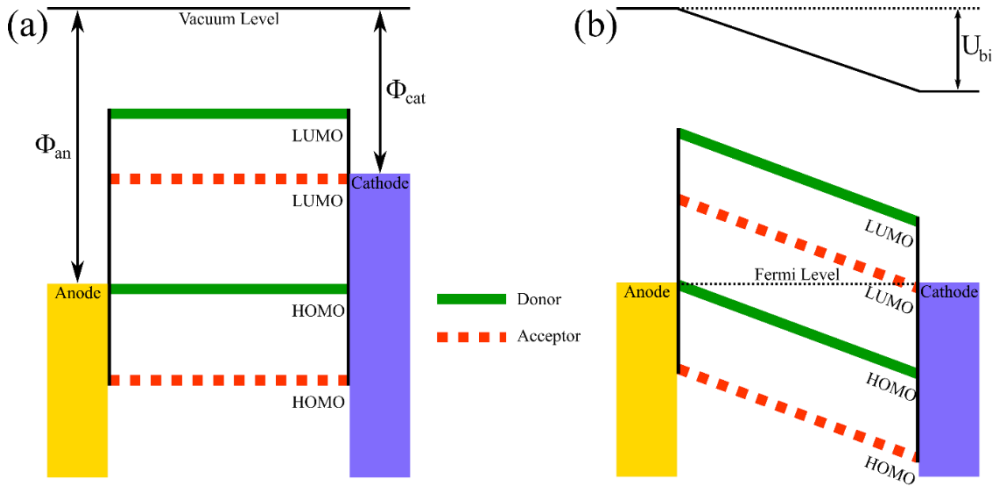 (a)
Vacuum Level
Φan
Φcat
LUMO
LUMO
Cathode
Anode
HOMO
HOMO
Donor
Acceptor
(b)
Ubi
LUMO
Fermi Level
Anode
LUMO
Cathode
HOMO
HOMO